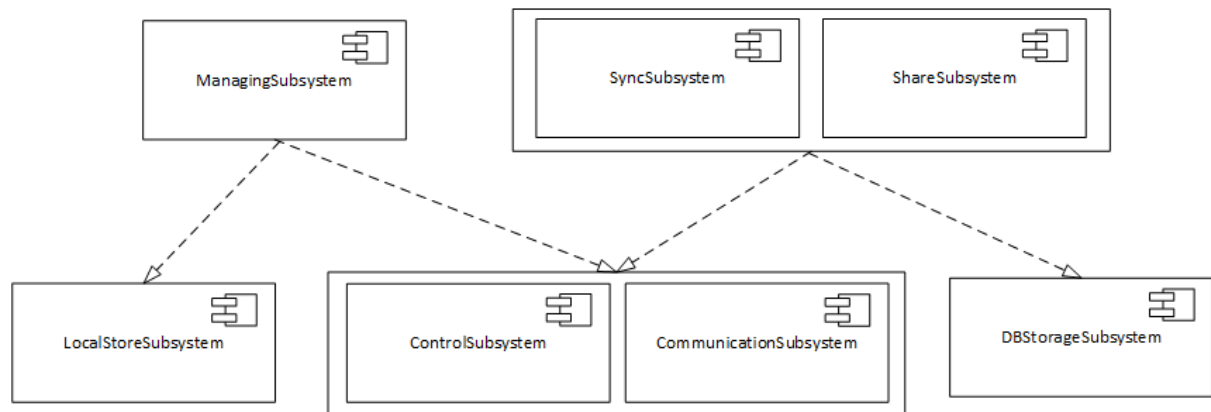 ManagingSubsystem
SyncSubsystem
ShareSubsystem
LocalStoreSubsystem
ControlSubsystem
CommunicationSubsystem
DBStorageSubsystem